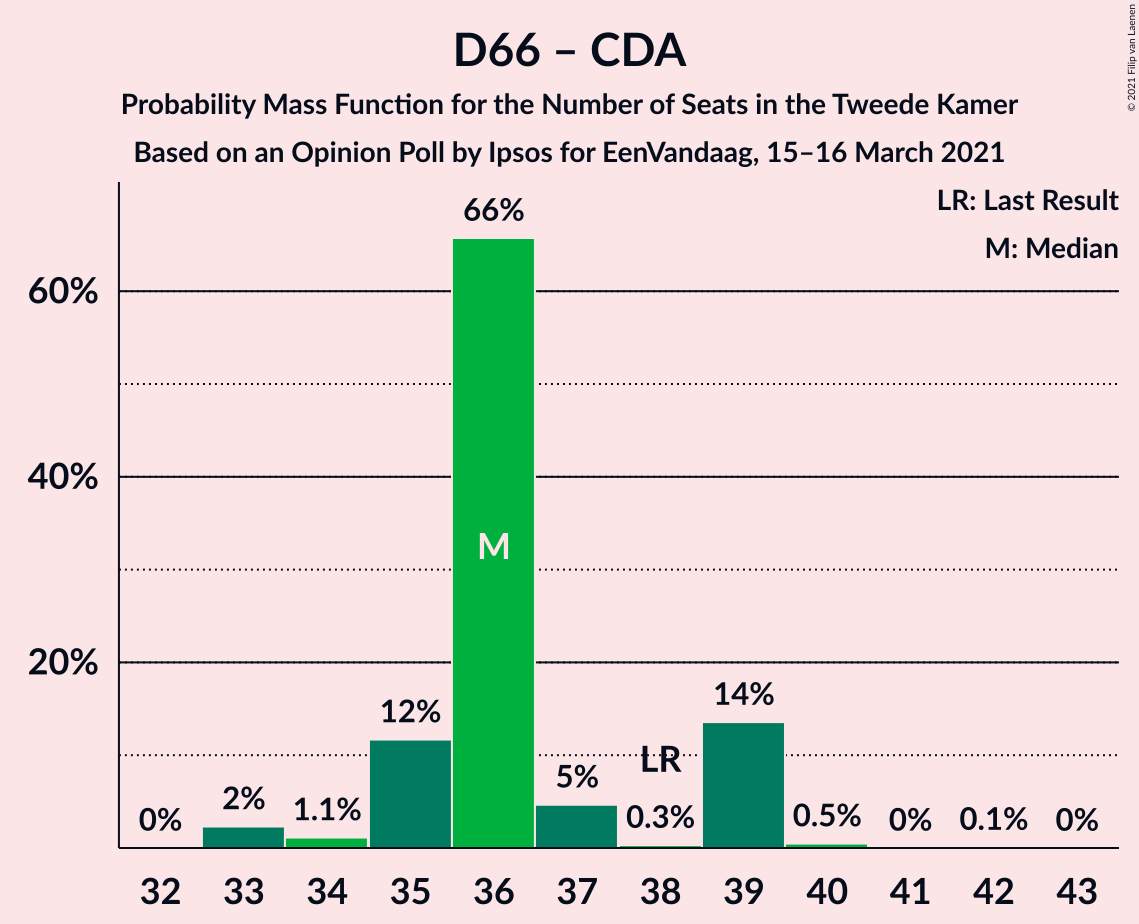 D66 – CDA
Probability Mass Function for the Number of Seats in the Tweede Kamer
Based on an Opinion Poll by Ipsos for EenVandaag, 15–16 March 2021
© 2021 Filip van Laenen
LR: Last Result
M: Median
66%
60%
40%
M
20%
14%
12%
LR
5%
2%
1.1%
0%
0.3%
0.5%
0%
0.1%
0%
32 33 34 35 36 37 38 39 40 41 42 43